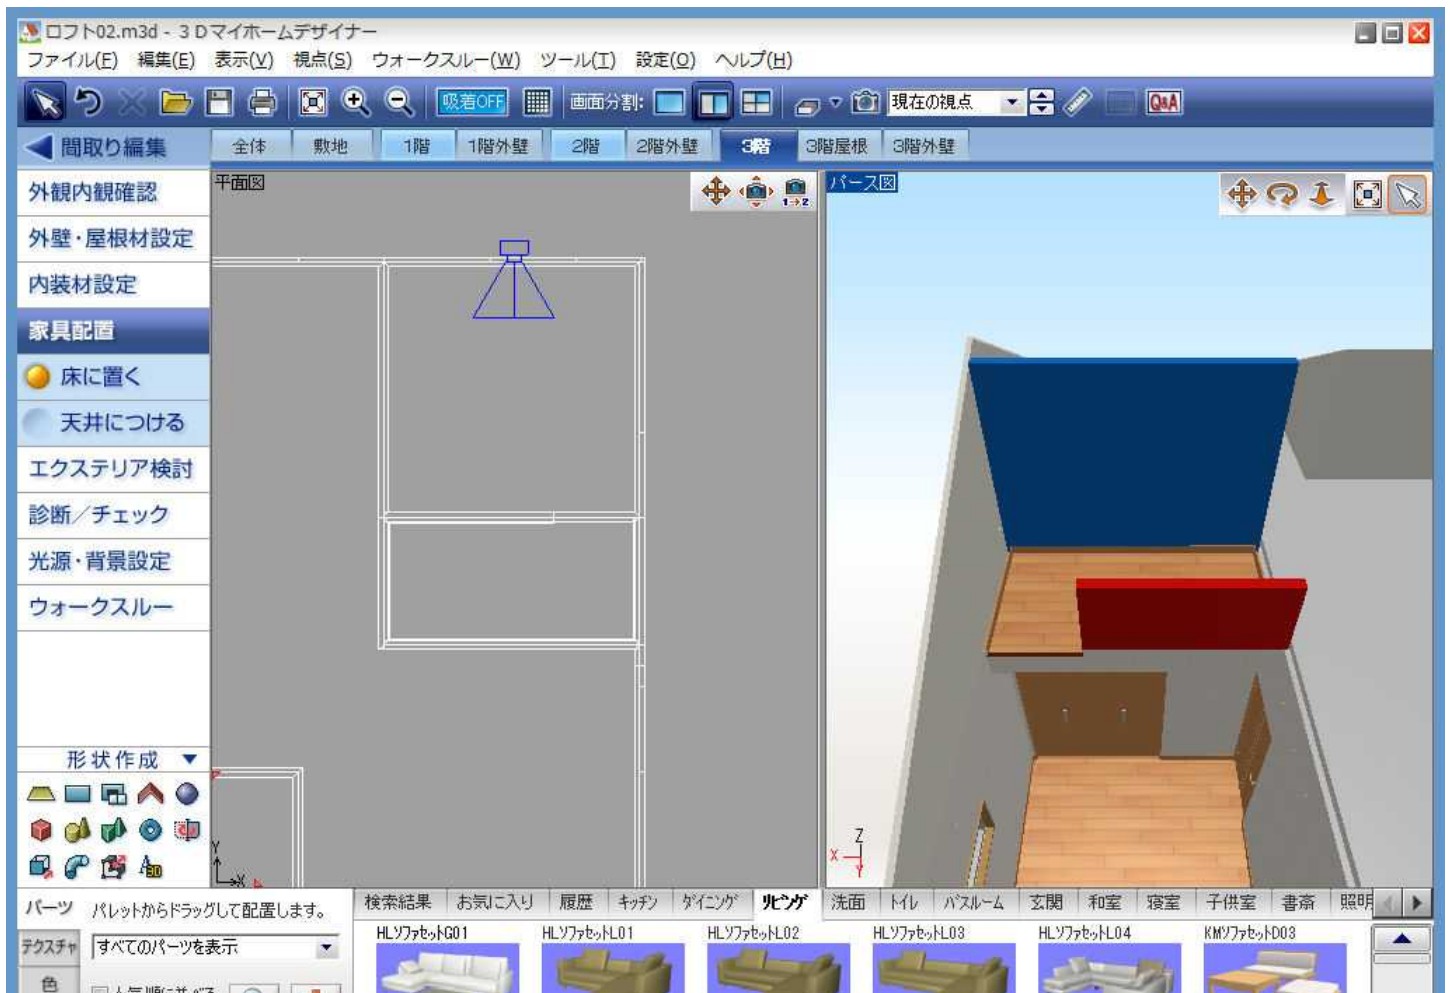 ロフト02.m3d - 3Dマイホームデザイナー
ファイル(F) 編集(E) 表示(V) 視点(S) ウォークスルー(W) ツール(T) 設定(O) ヘルプ(H)
吸着OFF 画面分割: 現在の視点 Q&A
間取り編集 全体 敷地 1階 1階外壁 2階 2階外壁 3階 3階屋根 3階外壁
平面図 1→2 パース図
外観内観確認
外壁・屋根材設定
内装材設定
家具配置
床に置く
天井につける
エクステリア検討
診断／チェック
光源・背景設定
ウォークスルー
形状作成
Z
X
Y
Y
X
パーツ パレットからドラッグして配置します。
検索結果 お気に入り 履歴 キッチン ダイニング リビング 洗面 トイレ バスルーム 玄関 和室 寝室 子供室 書斎 照明
テクスチャ すべてのパーツを表示
HLソファセットG01 HLソファセットL01 HLソファセットL02 HLソファセットL03 HLソファセットL04 KMソファセットD03
色